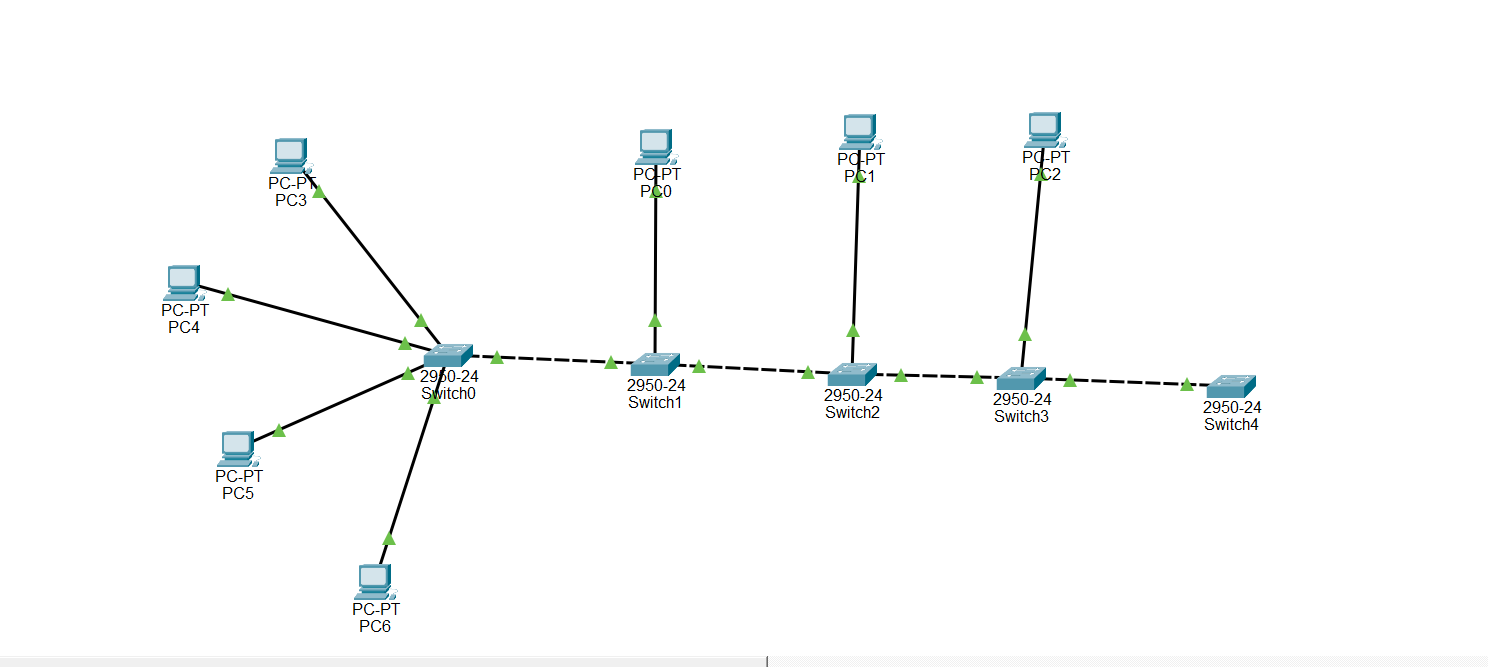 PC-PT
PC3
PC-PT
PC0
PC-PT
PC1
PC-PT
PC2
PC-PT
PC4
2950-24
Switch0
2950-24
Switch1
2950-24
Switch2
2950-24
Switch3
2950-24
Switch4
PC-PT
PC5
PC-PT
PC6